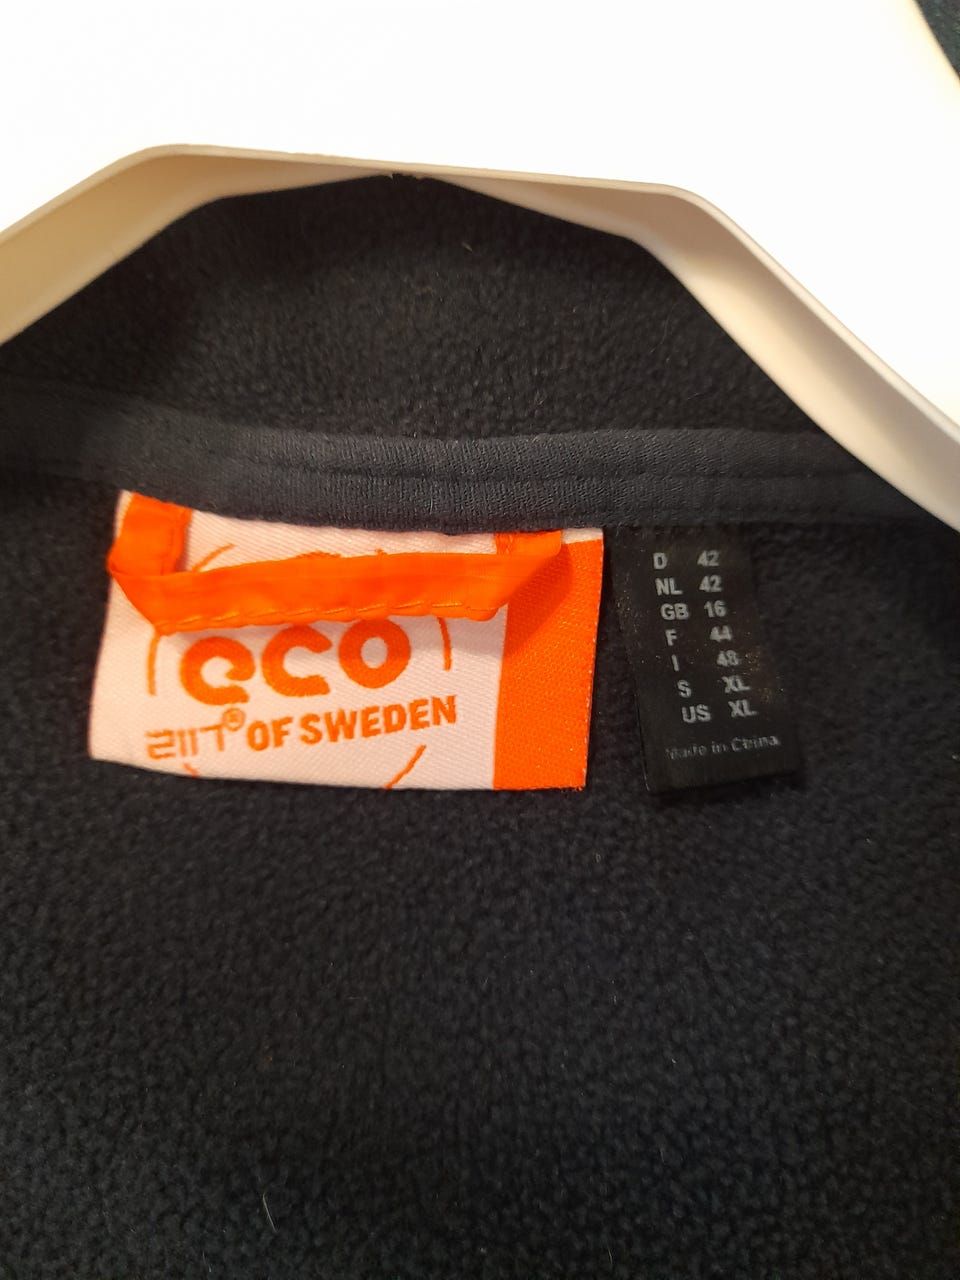 eco
2117® OF SWEDEN
D 42
NL 42
GB 16
F 44
I 48
S XL
US XL
Made in China